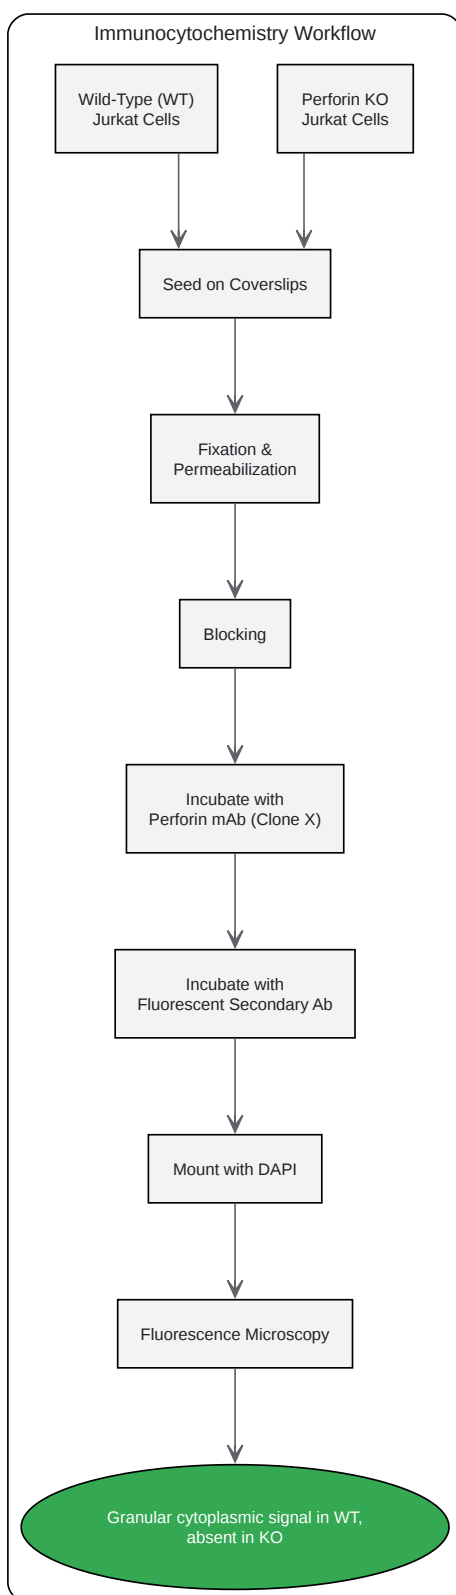 Immunocytochemistry Workflow
Wild-Type (WT)
Jurkat Cells
Perforin KO
Jurkat Cells
Seed on Coverslips
Fixation &
Permeabilization
Blocking
Incubate with
Perforin mAb (Clone X)
Incubate with
Fluorescent Secondary Ab
Mount with DAPI
Fluorescence Microscopy
Granular cytoplasmic signal in WT,
absent in KO